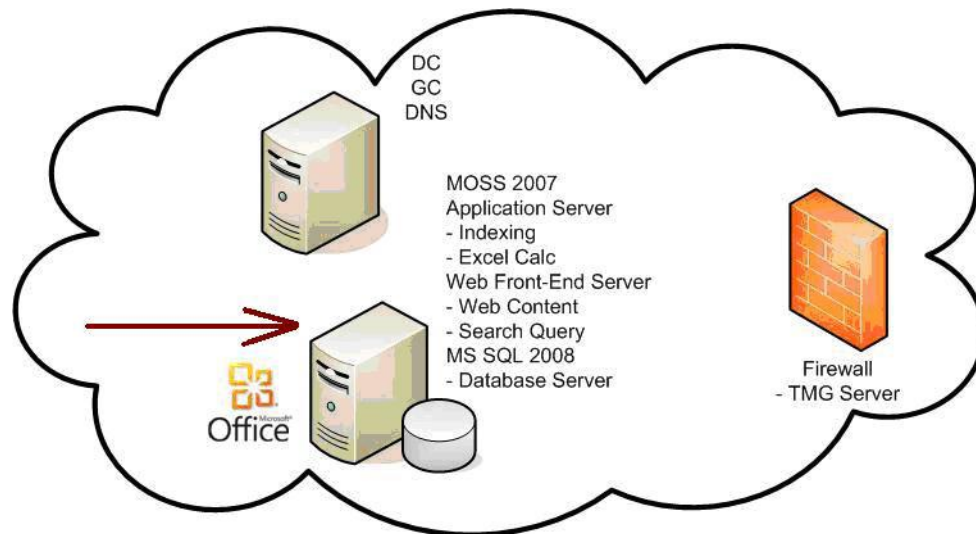 DC
GC
DNS
MOSS 2007
Application Server
- Indexing
- Excel Calc
Web Front-End Server
- Web Content
- Search Query
MS SQL 2008
- Database Server
Microsoft®
Office
Firewall
- TMG Server